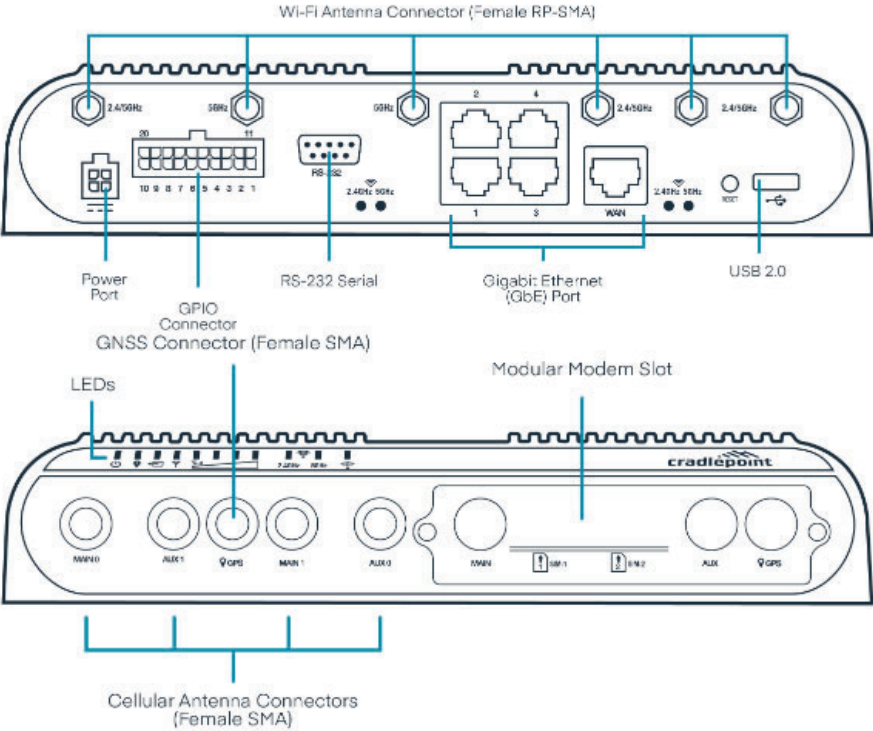 Wi-Fi Antenna Connector (Female RP-SMA)
2.4/5GHz
5GHz
5GHz
2
4
2.4/5GHz
2.4/5GHz
20
11
10 9 8 7 6 5 4 3 2 1
RS-232
2.4GHz 5GHz
1
3
WAN
2.4GHz 5GHz
RESET
Power
Port
GPIO
Connector
RS-232 Serial
Gigabit Ethernet
(GbE) Port
USB 2.0
GNSS Connector (Female SMA)
LEDs
Modular Modem Slot
cradlepoint
MAIN 0
AUX 1
GPS
MAIN 1
AUX 0
MAIN
SIM 1
SIM 2
AUX
GPS
Cellular Antenna Connectors
(Female SMA)